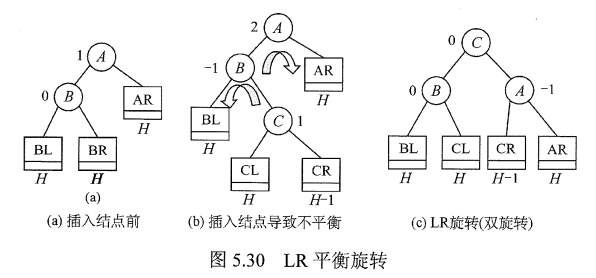 1 A
0 B
AR
H
BL BR
H H
(a)
(a) 插入结点前
2 A
-1 B
AR
H
BL
H
C 1
CL CR
H H-1
(b) 插入结点导致不平衡
0 C
0 B A -1
BL CL CR AR
H H H-1 H
(c) LR旋转(双旋转)
图 5.30 LR 平衡旋转